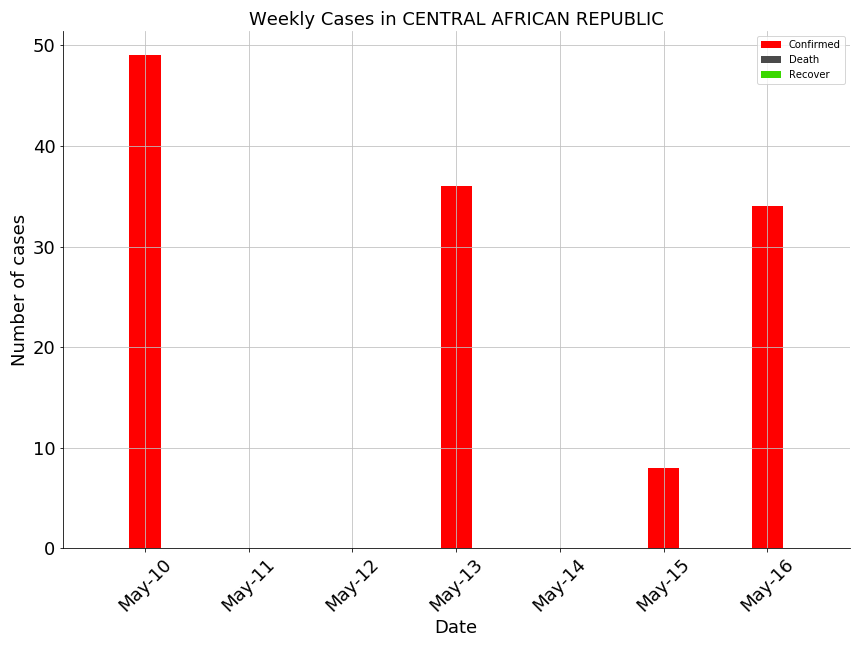 Weekly Cases in CENTRAL AFRICAN REPUBLIC
Confirmed
Death
Recover
Number of cases
50
40
30
20
10
0
May-10
May-11
May-12
May-13
May-14
May-15
May-16
Date